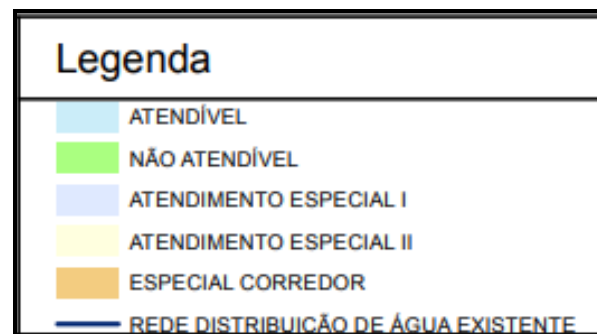 Legenda
ATENDÍVEL
NÃO ATENDÍVEL
ATENDIMENTO ESPECIAL I
ATENDIMENTO ESPECIAL II
ESPECIAL CORREDOR
REDE DISTRIBUIÇÃO DE ÁGUA EXISTENTE